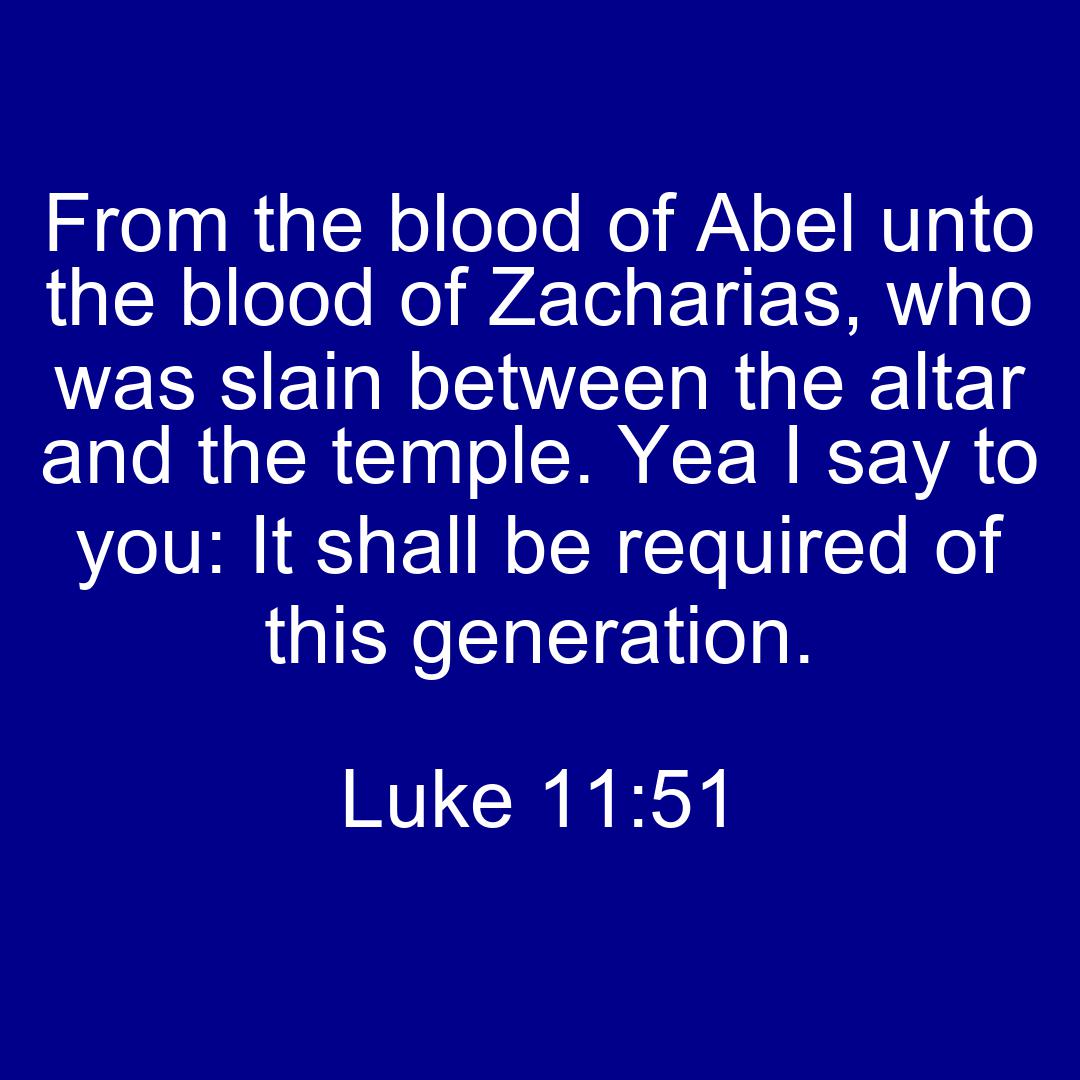 From the blood of Abel unto
the blood of Zacharias, who
was slain between the altar
and the temple. Yea I say to
you: It shall be required of
this generation.
Luke 11:51